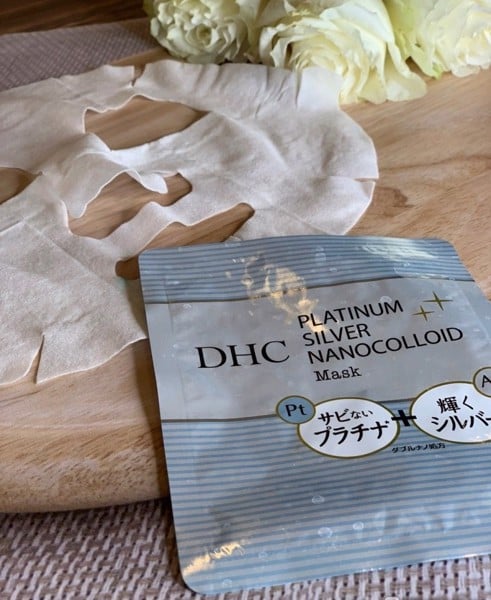 DHC
PLATINUM
SILVER
NANOCOLLOID
Mask
Pt
サビない
プラチナ
+
A
輝く
シルバー
ダブルナノ処方